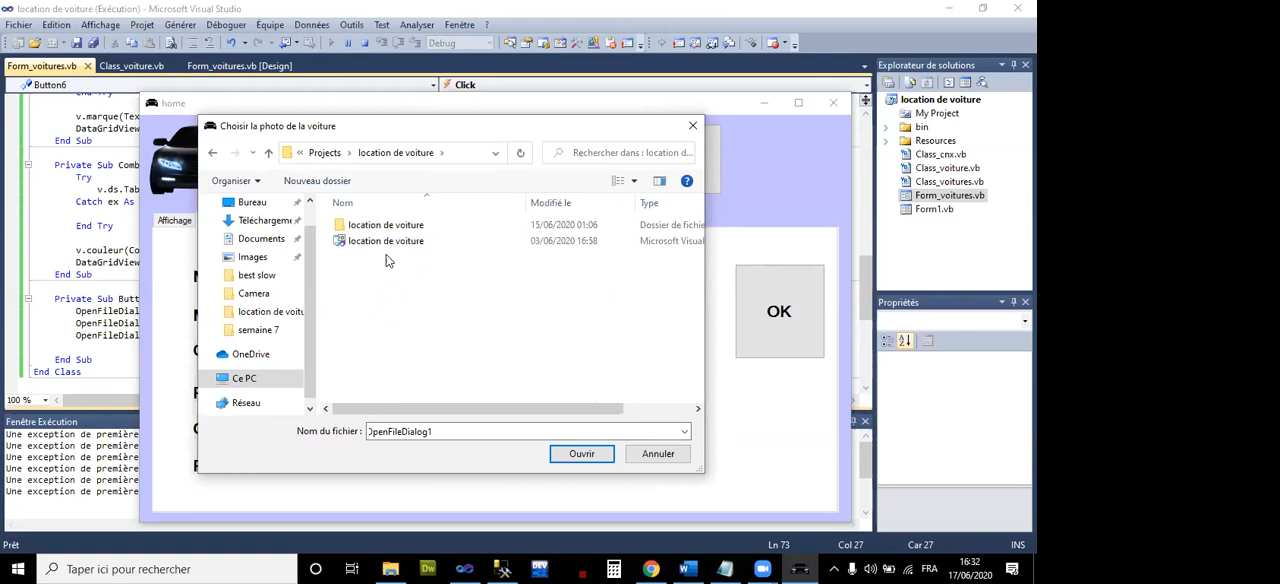 location de voiture (Exécution) - Microsoft Visual Studio
Fichier Edition Affichage Projet Générer Déboguer Équipe Données Outils Test Analyser Fenêtre ?
Debug
Form_voitures.vb Class_voiture.vb Form_voitures.vb [Design]
Button6 Click
v.marque(Tex
DataGridView
End Sub
Private Sub Comb
Try
v.ds.Tab
Catch ex As
End Try
v.couleur(Co
DataGridView
End Sub
Private Sub Butt
OpenFileDial
OpenFileDial
OpenFileDial
End Sub
End Class
100 %
Fenêtre Exécution
Une exception de première
Une exception de première
Une exception de première
Une exception de première
Une exception de première
Une exception de première
home
Affichage
OK
Choisir la photo de la voiture
« Projects location de voiture
Rechercher dans : location d...
Organiser Nouveau dossier
Bureau
Téléchargeme
Documents
Images
best slow
Camera
location de voitu
semaine 7
OneDrive
Ce PC
Réseau
Nom Modifié le Type
location de voiture 15/06/2020 01:06 Dossier de fichie
location de voiture 03/06/2020 16:58 Microsoft Visual
Nom du fichier : OpenFileDialog1
Ouvrir Annuler
Explorateur de solutions
location de voiture
My Project
bin
Resources
Class_cnx.vb
Class_voiture.vb
Class_voitures.vb
Form_voitures.vb
Form1.vb
Propriétés
Prêt Ln 73 Col 27 Car 27 INS
Taper ici pour rechercher
Dw
DEV
FRA
16:32
17/06/2020